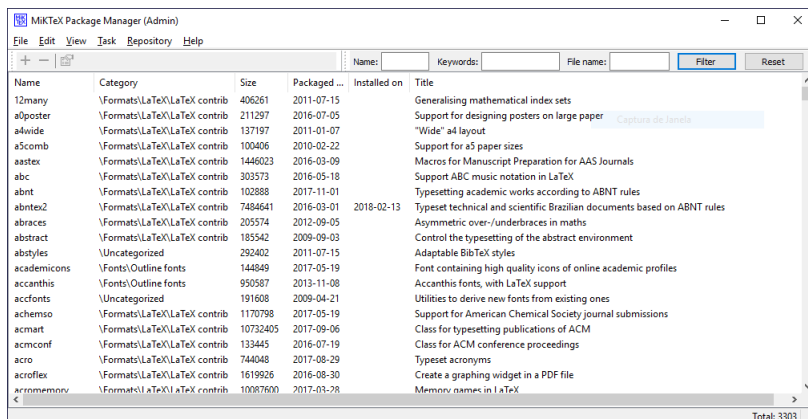 MiKTeX Package Manager (Admin)
File Edit View Task Repository Help
Name: Keywords: File name: Filter Reset
Name Category Size Packaged ... Installed on Title
12many \Formats\LaTeX\LaTeX contrib 406261 2011-07-15 Generalising mathematical index sets
a0poster \Formats\LaTeX\LaTeX contrib 211297 2016-07-05 Support for designing posters on large paper
Captura de Janela
a4wide \Formats\LaTeX\LaTeX contrib 137197 2011-01-07 "Wide" a4 layout
a5comb \Formats\LaTeX\LaTeX contrib 100406 2010-02-22 Support for a5 paper sizes
aastex \Formats\LaTeX\LaTeX contrib 1446023 2016-03-09 Macros for Manuscript Preparation for AAS Journals
abc \Formats\LaTeX\LaTeX contrib 303573 2016-05-18 Support ABC music notation in LaTeX
abnt \Formats\LaTeX\LaTeX contrib 102888 2017-11-01 Typesetting academic works according to ABNT rules
abntex2 \Formats\LaTeX\LaTeX contrib 7484641 2016-03-01 2018-02-13 Typeset technical and scientific Brazilian documents based on ABNT rules
abraces \Formats\LaTeX\LaTeX contrib 205574 2012-09-05 Asymmetric over-/underbraces in maths
abstract \Formats\LaTeX\LaTeX contrib 185542 2009-09-03 Control the typesetting of the abstract environment
abstyles \Uncategorized 292402 2011-07-15 Adaptable BibTeX styles
academicons \Fonts\Outline fonts 144849 2017-05-19 Font containing high quality icons of online academic profiles
accanthis \Fonts\Outline fonts 950587 2013-11-08 Accanthis fonts, with LaTeX support
accfonts \Uncategorized 191608 2009-04-21 Utilities to derive new fonts from existing ones
achemso \Formats\LaTeX\LaTeX contrib 1170798 2017-05-19 Support for American Chemical Society journal submissions
acmart \Formats\LaTeX\LaTeX contrib 10732405 2017-09-06 Class for typesetting publications of ACM
acmconf \Formats\LaTeX\LaTeX contrib 133445 2016-07-19 Class for ACM conference proceedings
acro \Formats\LaTeX\LaTeX contrib 744048 2017-08-29 Typeset acronyms
acroflex \Formats\LaTeX\LaTeX contrib 1619926 2016-08-30 Create a graphing widget in a PDF file
acromemory \Formats\LaTeX\LaTeX contrib 10087600 2017-03-28 Memory games in LaTeX
Total: 3303